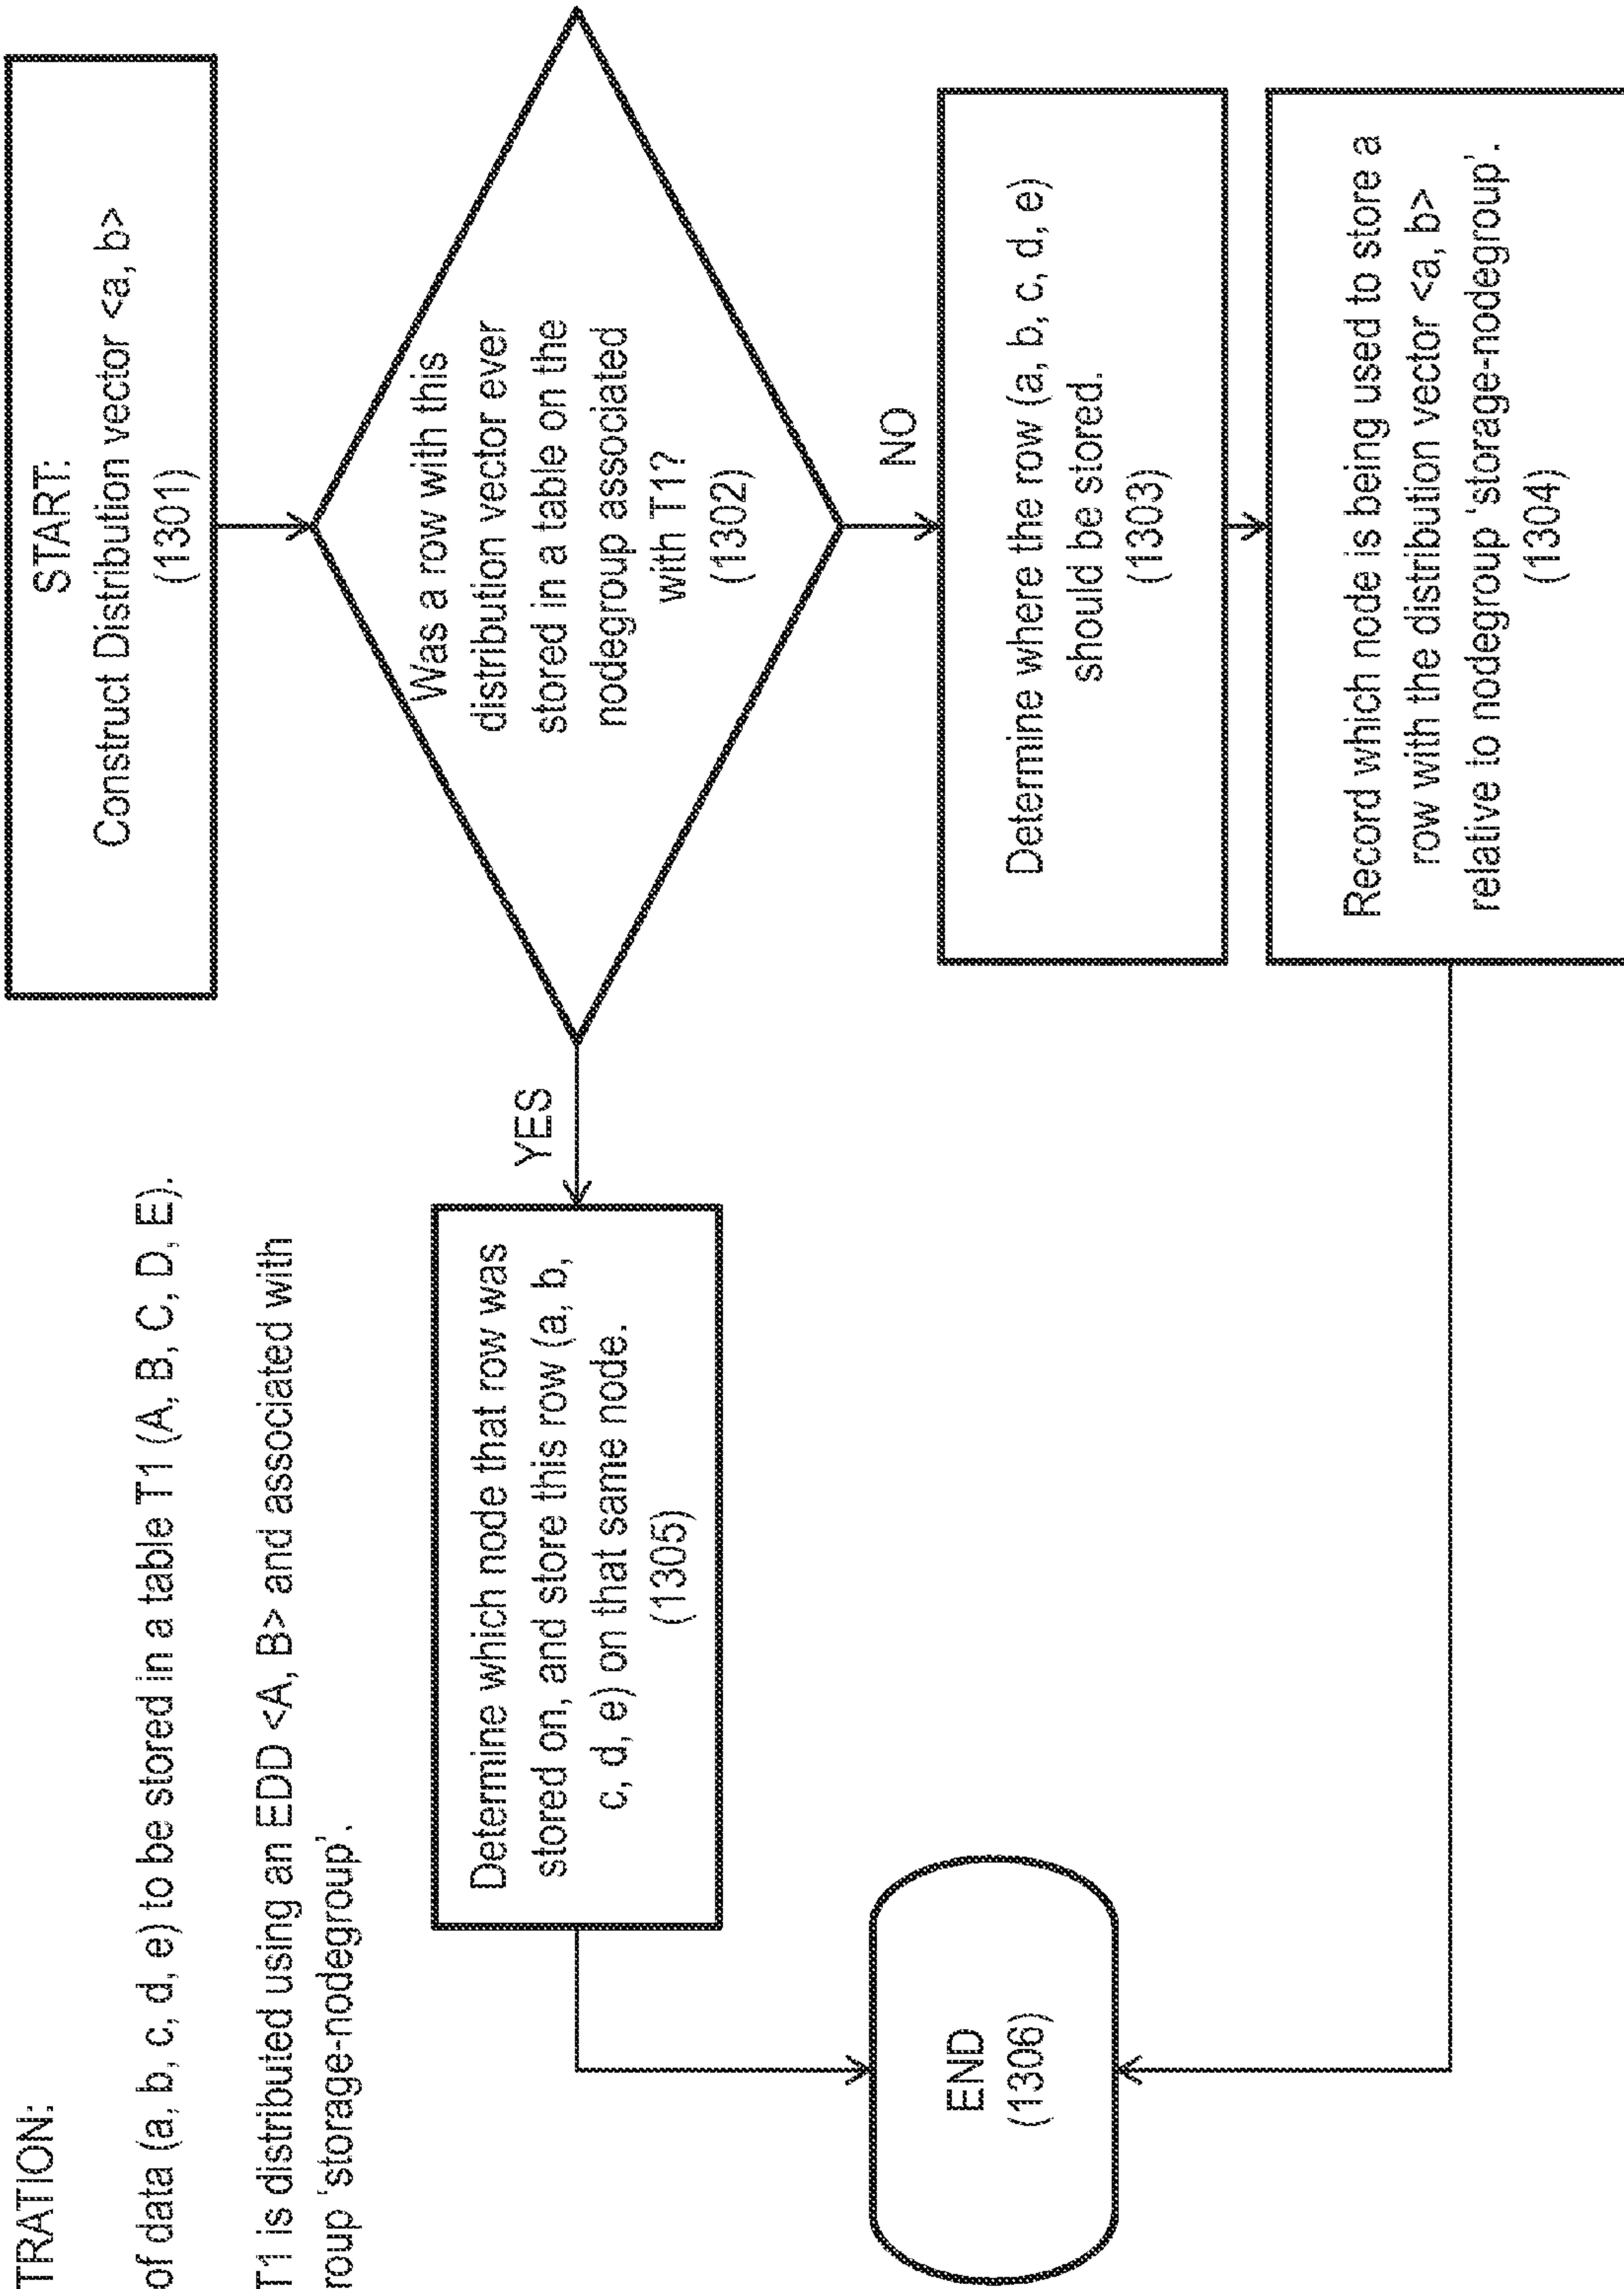 TRATION:
of data (a, b, c, d, e) to be stored in a table T1 (A, B, C, D, E).
T1 is distributed using an EDD <A, B> and associated with
roup 'storage-nodegroup'.
START:
Construct Distribution vector <a, b>
(1301)
Was a row with this
distribution vector ever
stored in a table on the
nodegroup associated
with T1?
(1302)
YES
Determine which node that row was
stored on, and store this row (a, b,
c, d, e) on that same node.
(1305)
NO
Determine where the row (a, b, c, d, e)
should be stored.
(1303)
Record which node is being used to store a
row with the distribution vector <a, b>
relative to nodegroup 'storage-nodegroup'.
(1304)
END
(1306)